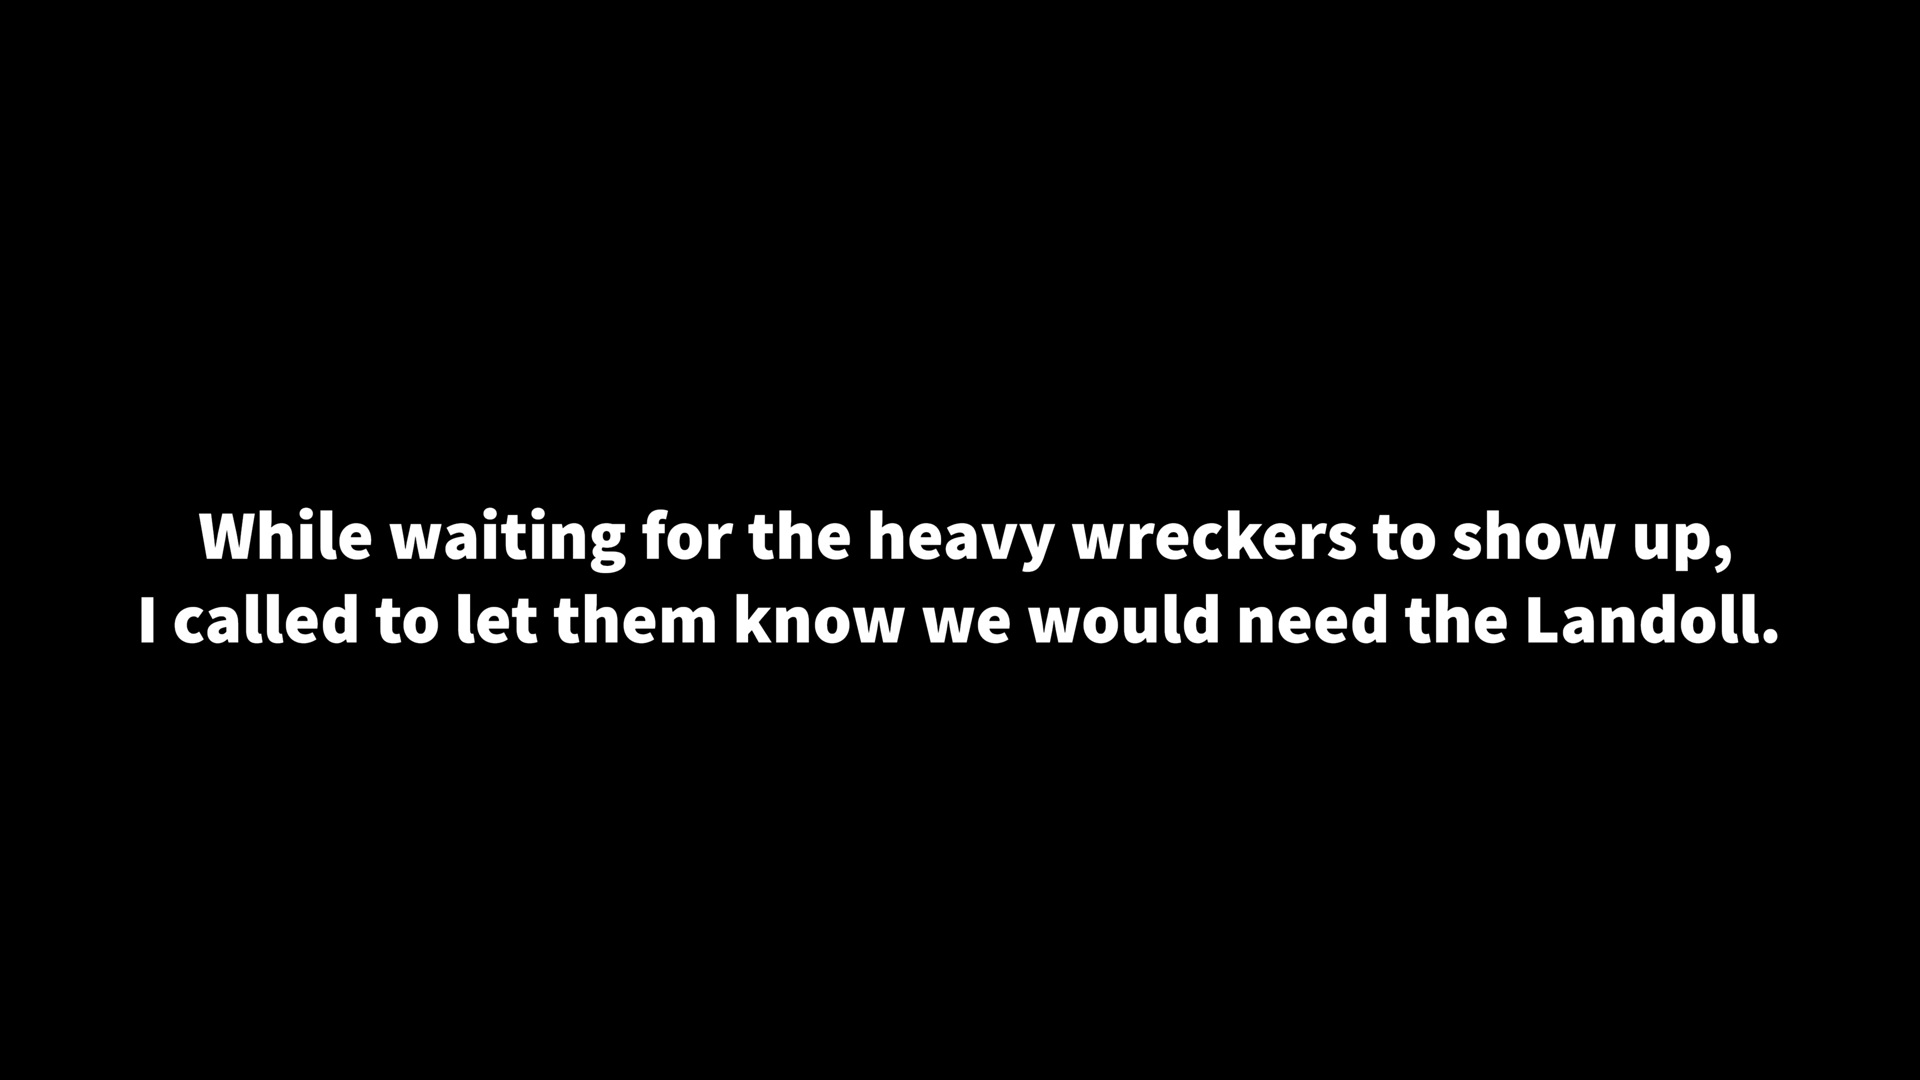 While waiting for the heavy wreckers to show up,
I called to let them know we would need the Landoll.